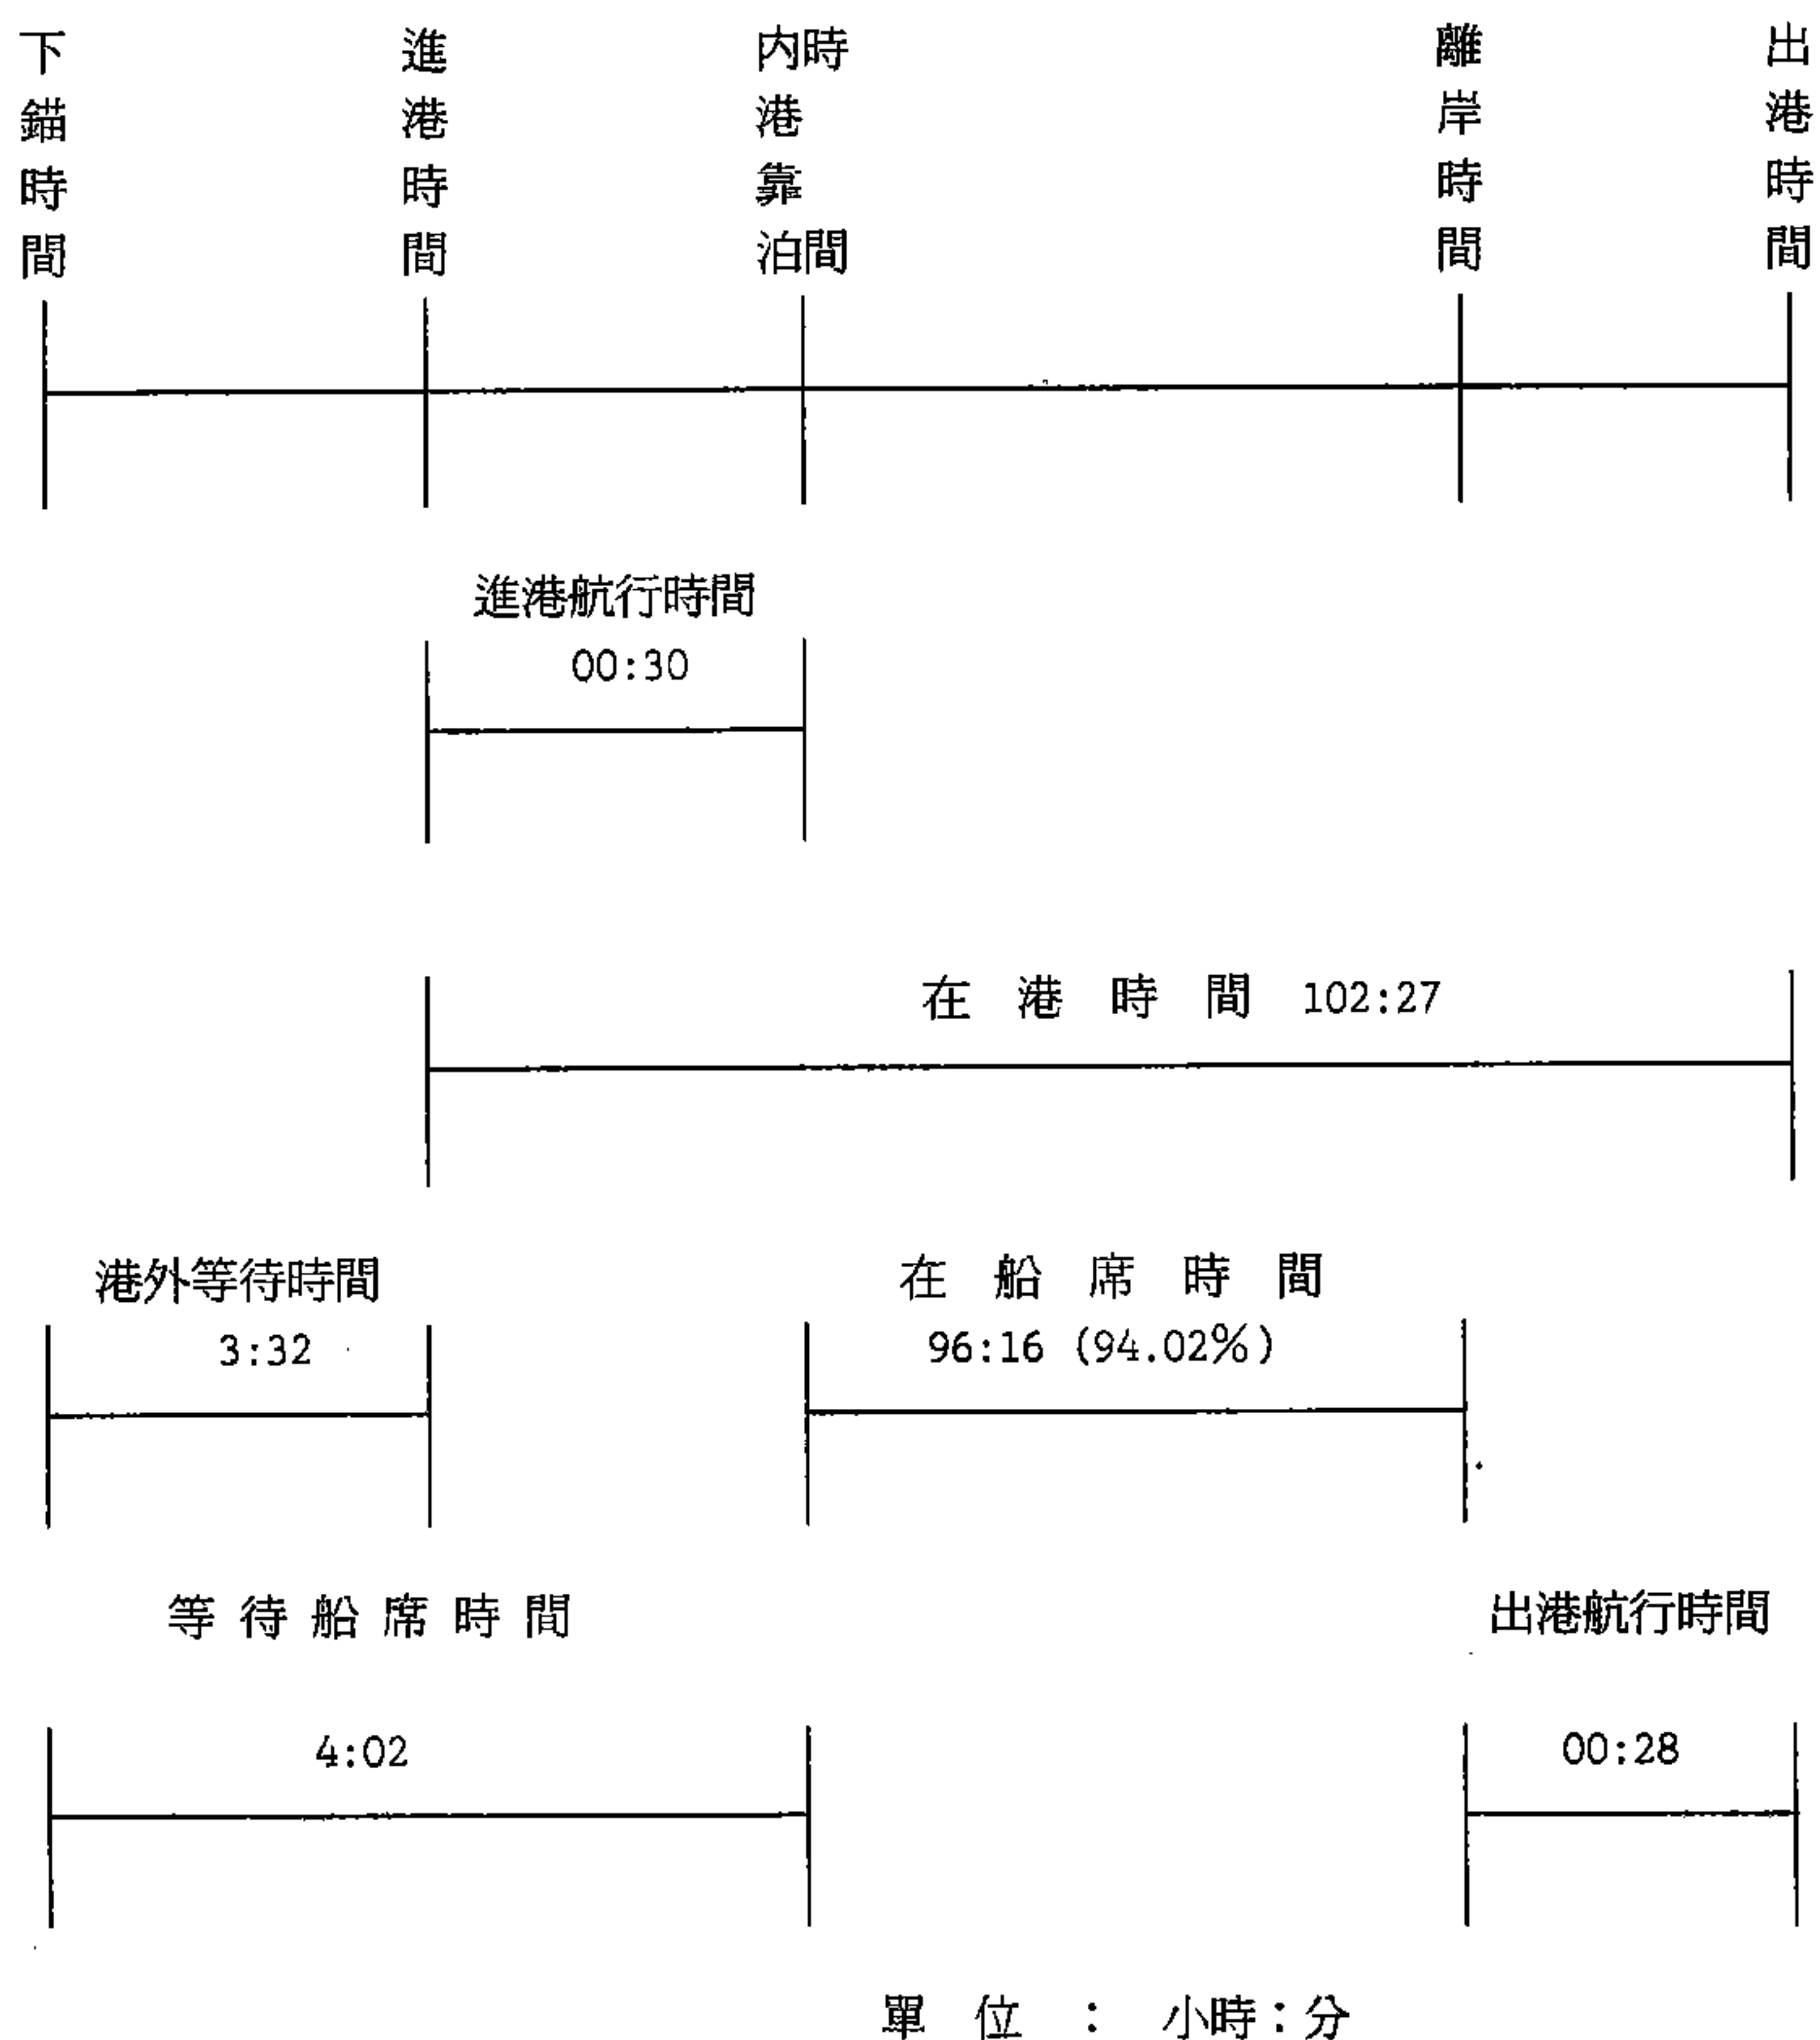 下錨時間
進港時間
內港靠泊時間
離岸時間
出港時間
進港航行時間
00:30
在港時間 102:27
港外等待時間
3:32
在船席時間
96:16 (94.02%)
等待船席時間
4:02
出港航行時間
00:28
單位：小時：分